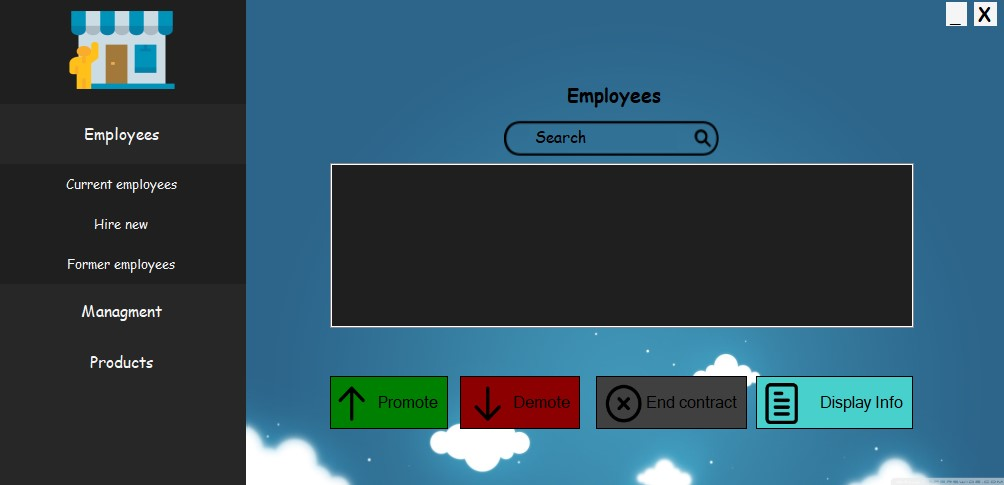 _ X
Employees
Current employees
Hire new
Former employees
Managment
Products
Employees
Search
Promote
Demote
End contract
Display Info